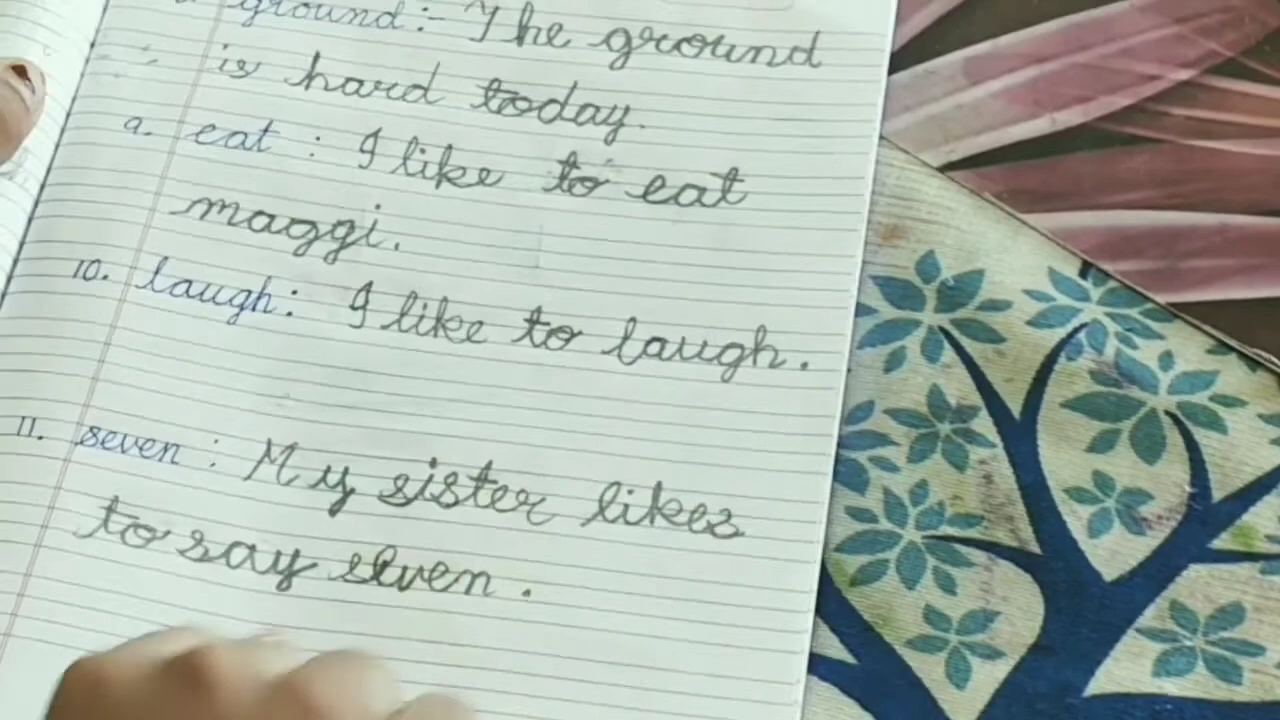 ground:- The ground
is hard today.
9. eat : I like to eat
maggi.
10. laugh: I like to laugh.
11. seven : My sister likes
to say seven.